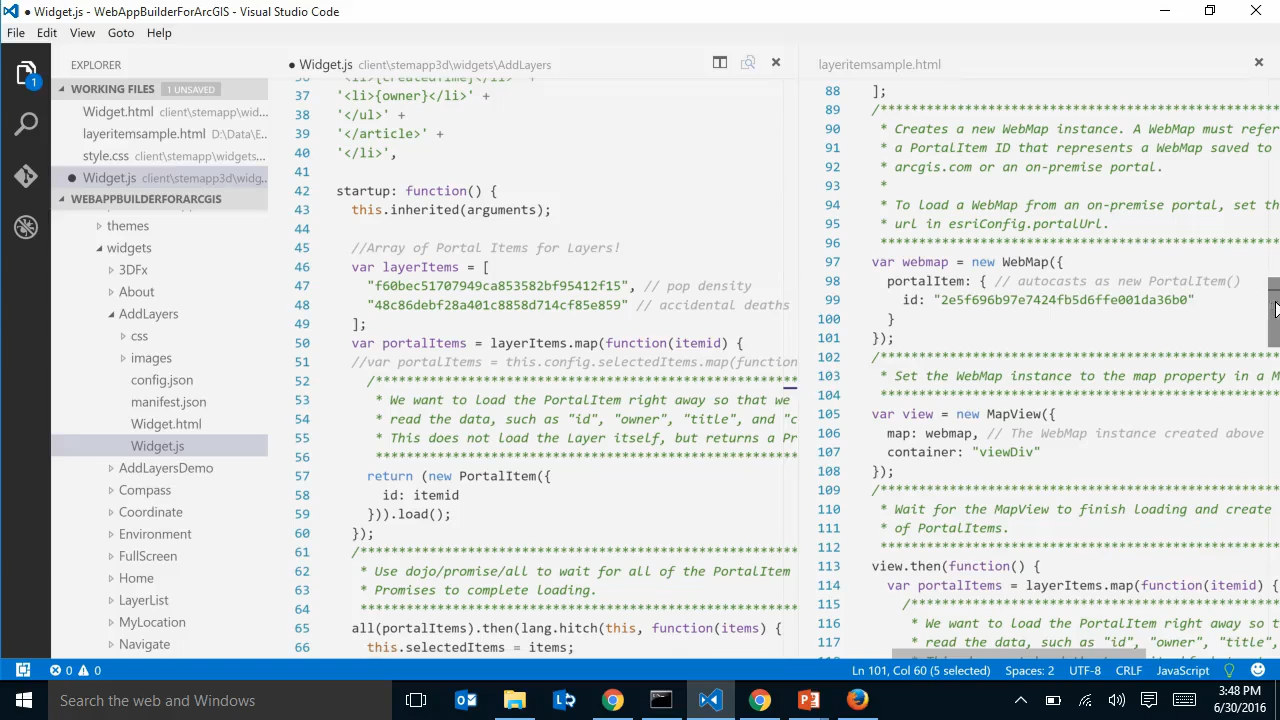 Widget.js - WebAppBuilderForArcGIS - Visual Studio Code
File Edit View Goto Help
EXPLORER
WORKING FILES 1 UNSAVED
Widget.html client\stemapp\wid...
layeritemsample.html D:\Data\E...
style.css client\stemapp\widgets...
Widget.js client\stemapp3d\widg...
WEBAPPBUILDERFORARCGIS
themes
widgets
3DFx
About
AddLayers
css
images
config.json
manifest.json
Widget.html
Widget.js
AddLayersDemo
Compass
Coordinate
Environment
FullScreen
Home
LayerList
MyLocation
Navigate
1
Widget.js client\stemapp3d\widgets\AddLayers
36 '<li>{createdTime}</li>' +
37 '<li>{owner}</li>' +
38 '</ul>' +
39 '</article>' +
40 '</li>',
41
42 startup: function() {
43 this.inherited(arguments);
44
45 //Array of Portal Items for Layers!
46 var layerItems = [
47 "f60bec51707949ca853582bf95412f15", // pop density
48 "48c86debf28a401c8858d714cf85e859" // accidental deaths
49 ];
50 var portalItems = layerItems.map(function(itemid) {
51 //var portalItems = this.config.selectedItems.map(function
52 /*********************************************
53 * We want to load the PortalItem right away so that we
54 * read the data, such as "id", "owner", "title", and "c
55 * This does not load the Layer itself, but returns a Pr
56 *********************************************
57 return (new PortalItem({
58 id: itemid
59 })).load();
60 });
61 /*********************************************
62 * Use dojo/promise/all to wait for all of the PortalItem
63 * Promises to complete loading.
64 *********************************************
65 all(portalItems).then(lang.hitch(this, function(items) {
66 this.selectedItems = items;
layeritemsample.html
88 ];
89 /*********************************************
90 * Creates a new WebMap instance. A WebMap must refer
91 * a PortalItem ID that represents a WebMap saved to
92 * arcgis.com or an on-premise portal.
93 *
94 * To load a WebMap from an on-premise portal, set th
95 * url in esriConfig.portalUrl.
96 *********************************************
97 var webmap = new WebMap({
98 portalItem: { // autocasts as new PortalItem()
99 id: "2e5f696b97e7424fb5d6ffe001da36b0"
100 }
101 });
102 /*********************************************
103 * Set the WebMap instance to the map property in a M
104 *********************************************
105 var view = new MapView({
106 map: webmap, // The WebMap instance created above
107 container: "viewDiv"
108 });
109 /*********************************************
110 * Wait for the MapView to finish loading and create
111 * of PortalItems.
112 *********************************************
113 view.then(function() {
114 var portalItems = layerItems.map(function(itemid) {
115 /*********************************************
116 * We want to load the PortalItem right away so t
117 * read the data, such as "id", "owner", "title",
0 0
Ln 101, Col 60 (5 selected) Spaces: 2 UTF-8 CRLF JavaScript
Search the web and Windows
3:48 PM
6/30/2016